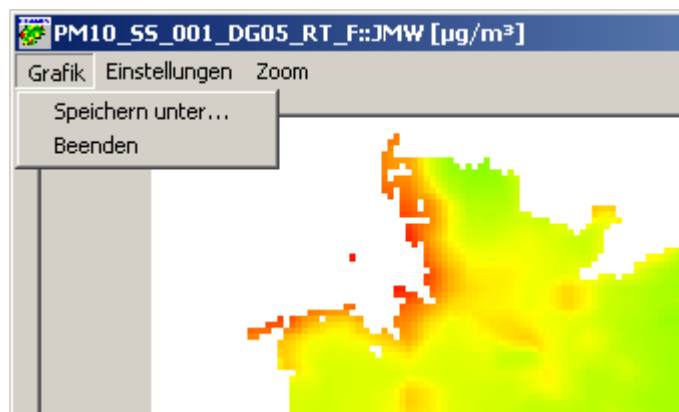 PM10_SS_001_DG05_RT_F::JMW [µg/m³]
Grafik Einstellungen Zoom
Speichern unter...
Beenden